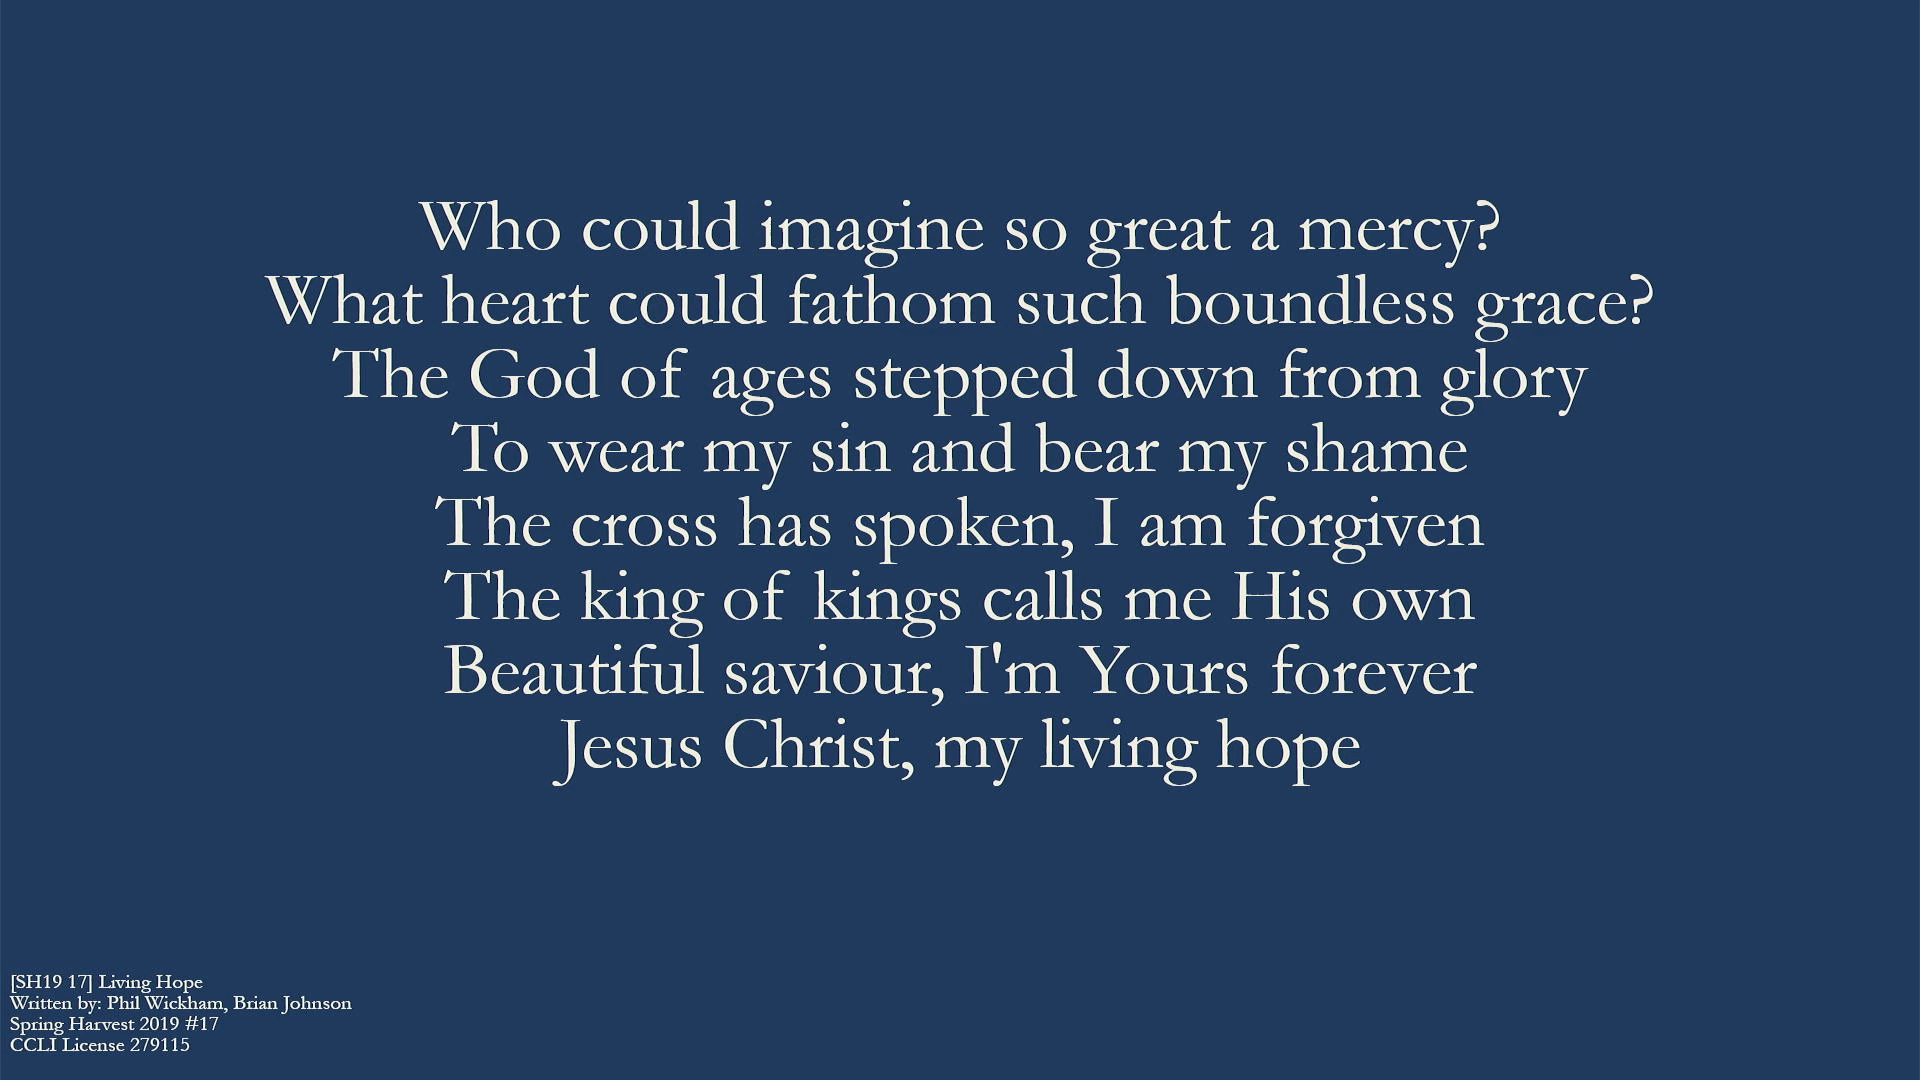 Who could imagine so great a mercy?
What heart could fathom such boundless grace?
The God of ages stepped down from glory
To wear my sin and bear my shame
The cross has spoken, I am forgiven
The king of kings calls me His own
Beautiful saviour, I'm Yours forever
Jesus Christ, my living hope
[SH19 17] Living Hope
Written by: Phil Wickham, Brian Johnson
Spring Harvest 2019 #17
CCLI License 279115